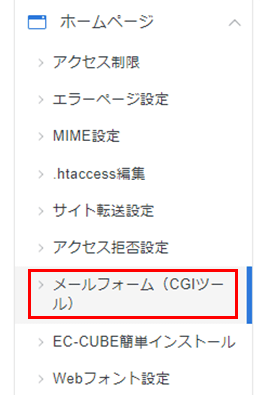 ホームページ
アクセス制限
エラーページ設定
MIME設定
.htaccess編集
サイト転送設定
アクセス拒否設定
メールフォーム（CGIツー
ル）
EC-CUBE簡単インストール
Webフォント設定